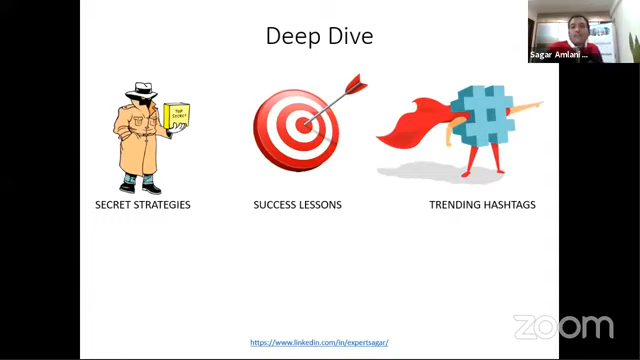 Deep Dive
Sagar Amlani ...
TOP
SECRET
SECRET STRATEGIES
SUCCESS LESSONS
TRENDING HASHTAGS
zoom
https://www.linkedin.com/in/expertsagar/